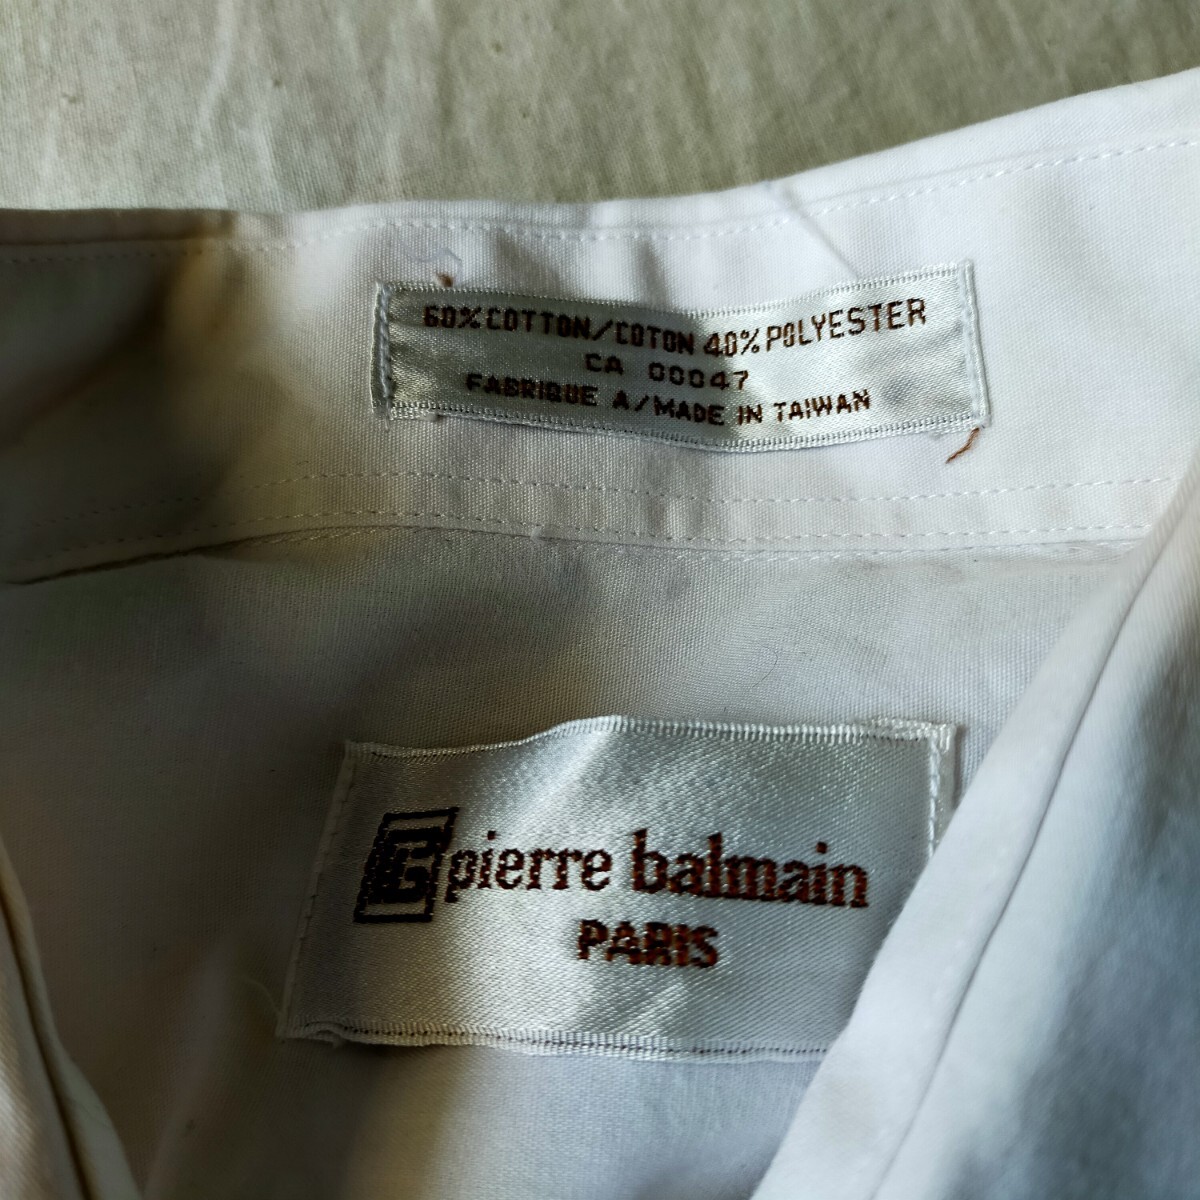 60% COTTON/COTON 40% POLYESTER
CA 00047
FABRIQUE A/MADE IN TAIWAN
pierre balmain
PARIS